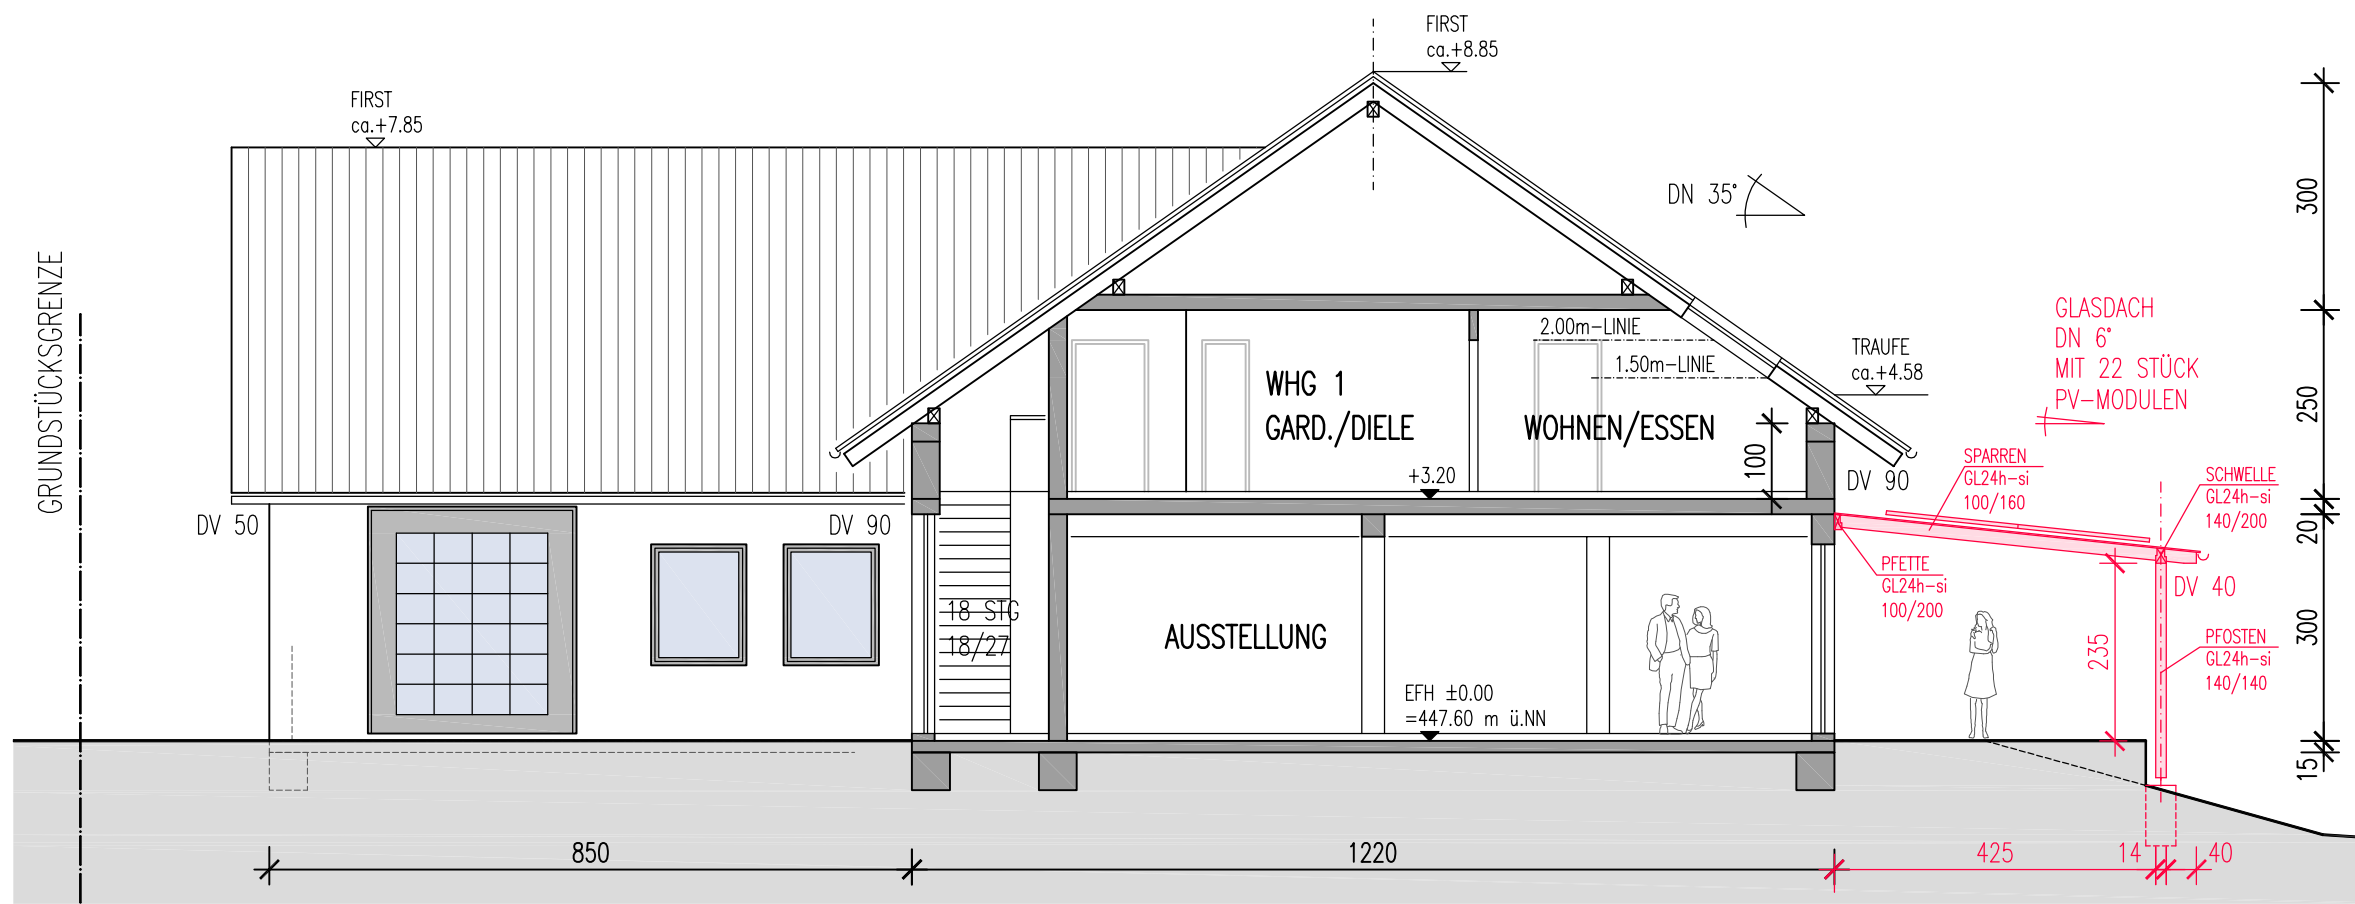 FIRST
ca.+8.85
FIRST
ca.+7.85
DN 35°
300
GRUNDSTÜCKSGRENZE
GLASDACH
DN 6°
MIT 22 STÜCK
PV-MODULEN
2.00m-LINIE
1.50m-LINIE
TRAUFE
ca.+4.58
WHG 1
GARD./DIELE
WOHNEN/ESSEN
250
100
+3.20
DV 90
SPARREN
GL24h-si
100/160
SCHWELLE
GL24h-si
140/200
DV 50
DV 90
20
PFETTE
GL24h-si
100/200
DV 40
18 STG
18/27
AUSSTELLUNG
235
PFOSTEN
GL24h-si
140/140
300
EFH ±0.00
=447.60 m ü.NN
15
850
1220
425
14
40